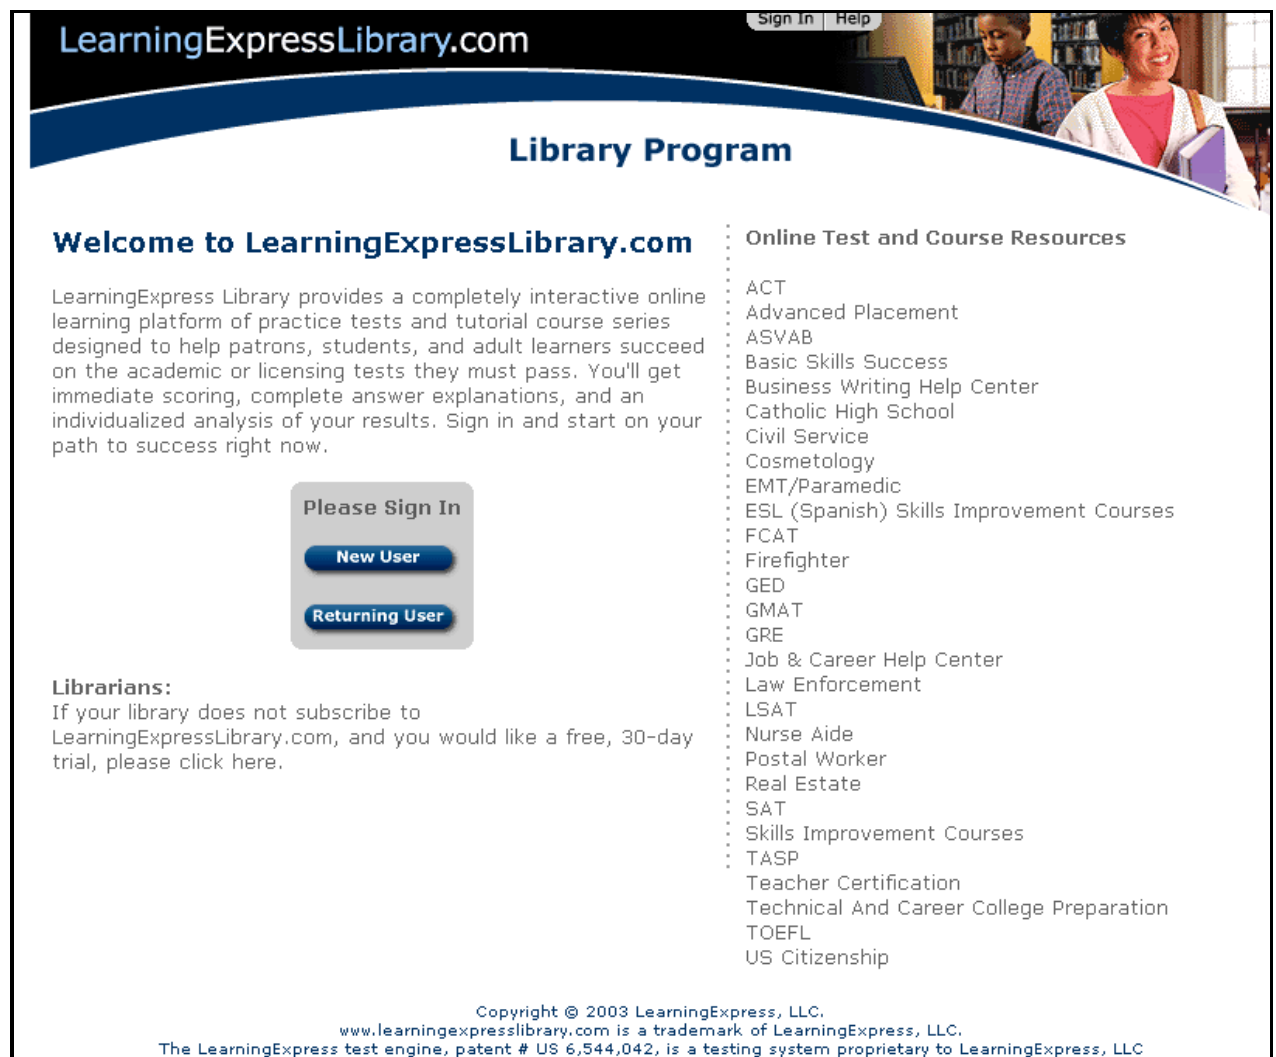 LearningExpressLibrary.com
Sign In Help
Library Program
Welcome to LearningExpressLibrary.com
LearningExpress Library provides a completely interactive online
learning platform of practice tests and tutorial course series
designed to help patrons, students, and adult learners succeed
on the academic or licensing tests they must pass. You'll get
immediate scoring, complete answer explanations, and an
individualized analysis of your results. Sign in and start on your
path to success right now.
Please Sign In
New User
Returning User
Librarians:
If your library does not subscribe to
LearningExpressLibrary.com, and you would like a free, 30-day
trial, please click here.
Online Test and Course Resources
ACT
Advanced Placement
ASVAB
Basic Skills Success
Business Writing Help Center
Catholic High School
Civil Service
Cosmetology
EMT/Paramedic
ESL (Spanish) Skills Improvement Courses
FCAT
Firefighter
GED
GMAT
GRE
Job & Career Help Center
Law Enforcement
LSAT
Nurse Aide
Postal Worker
Real Estate
SAT
Skills Improvement Courses
TASP
Teacher Certification
Technical And Career College Preparation
TOEFL
US Citizenship
Copyright © 2003 LearningExpress, LLC.
www.learningexpresslibrary.com is a trademark of LearningExpress, LLC.
The LearningExpress test engine, patent # US 6,544,042, is a testing system proprietary to LearningExpress, LLC